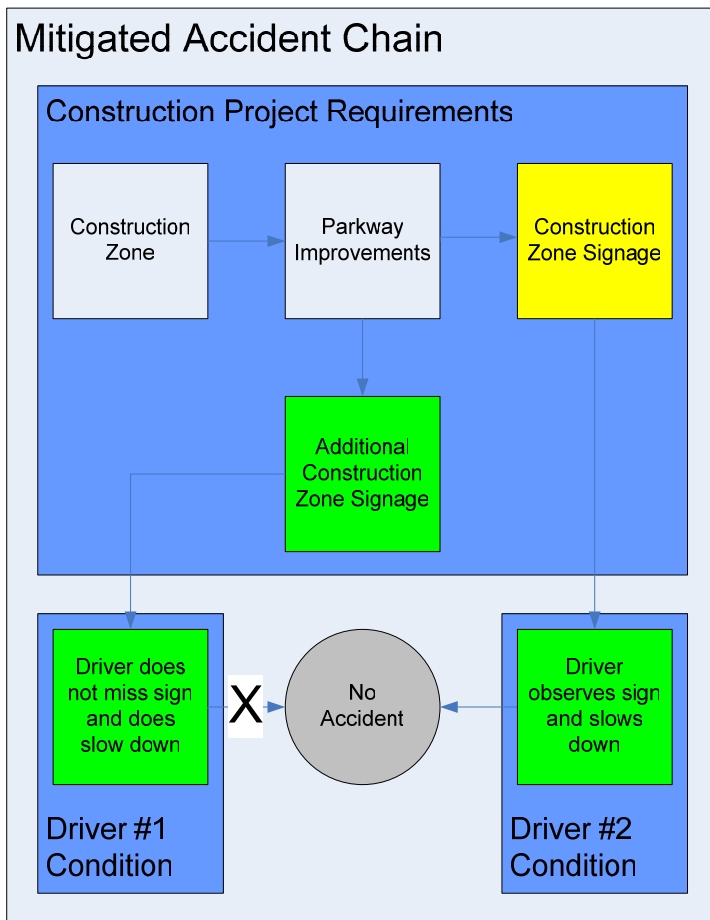 Mitigated Accident Chain
Construction Project Requirements
Construction
Zone
Parkway
Improvements
Construction
Zone Signage
Additional
Construction
Zone Signage
Driver does
not miss sign
and does
slow down
X
No
Accident
Driver
observes sign
and slows
down
Driver #1
Condition
Driver #2
Condition